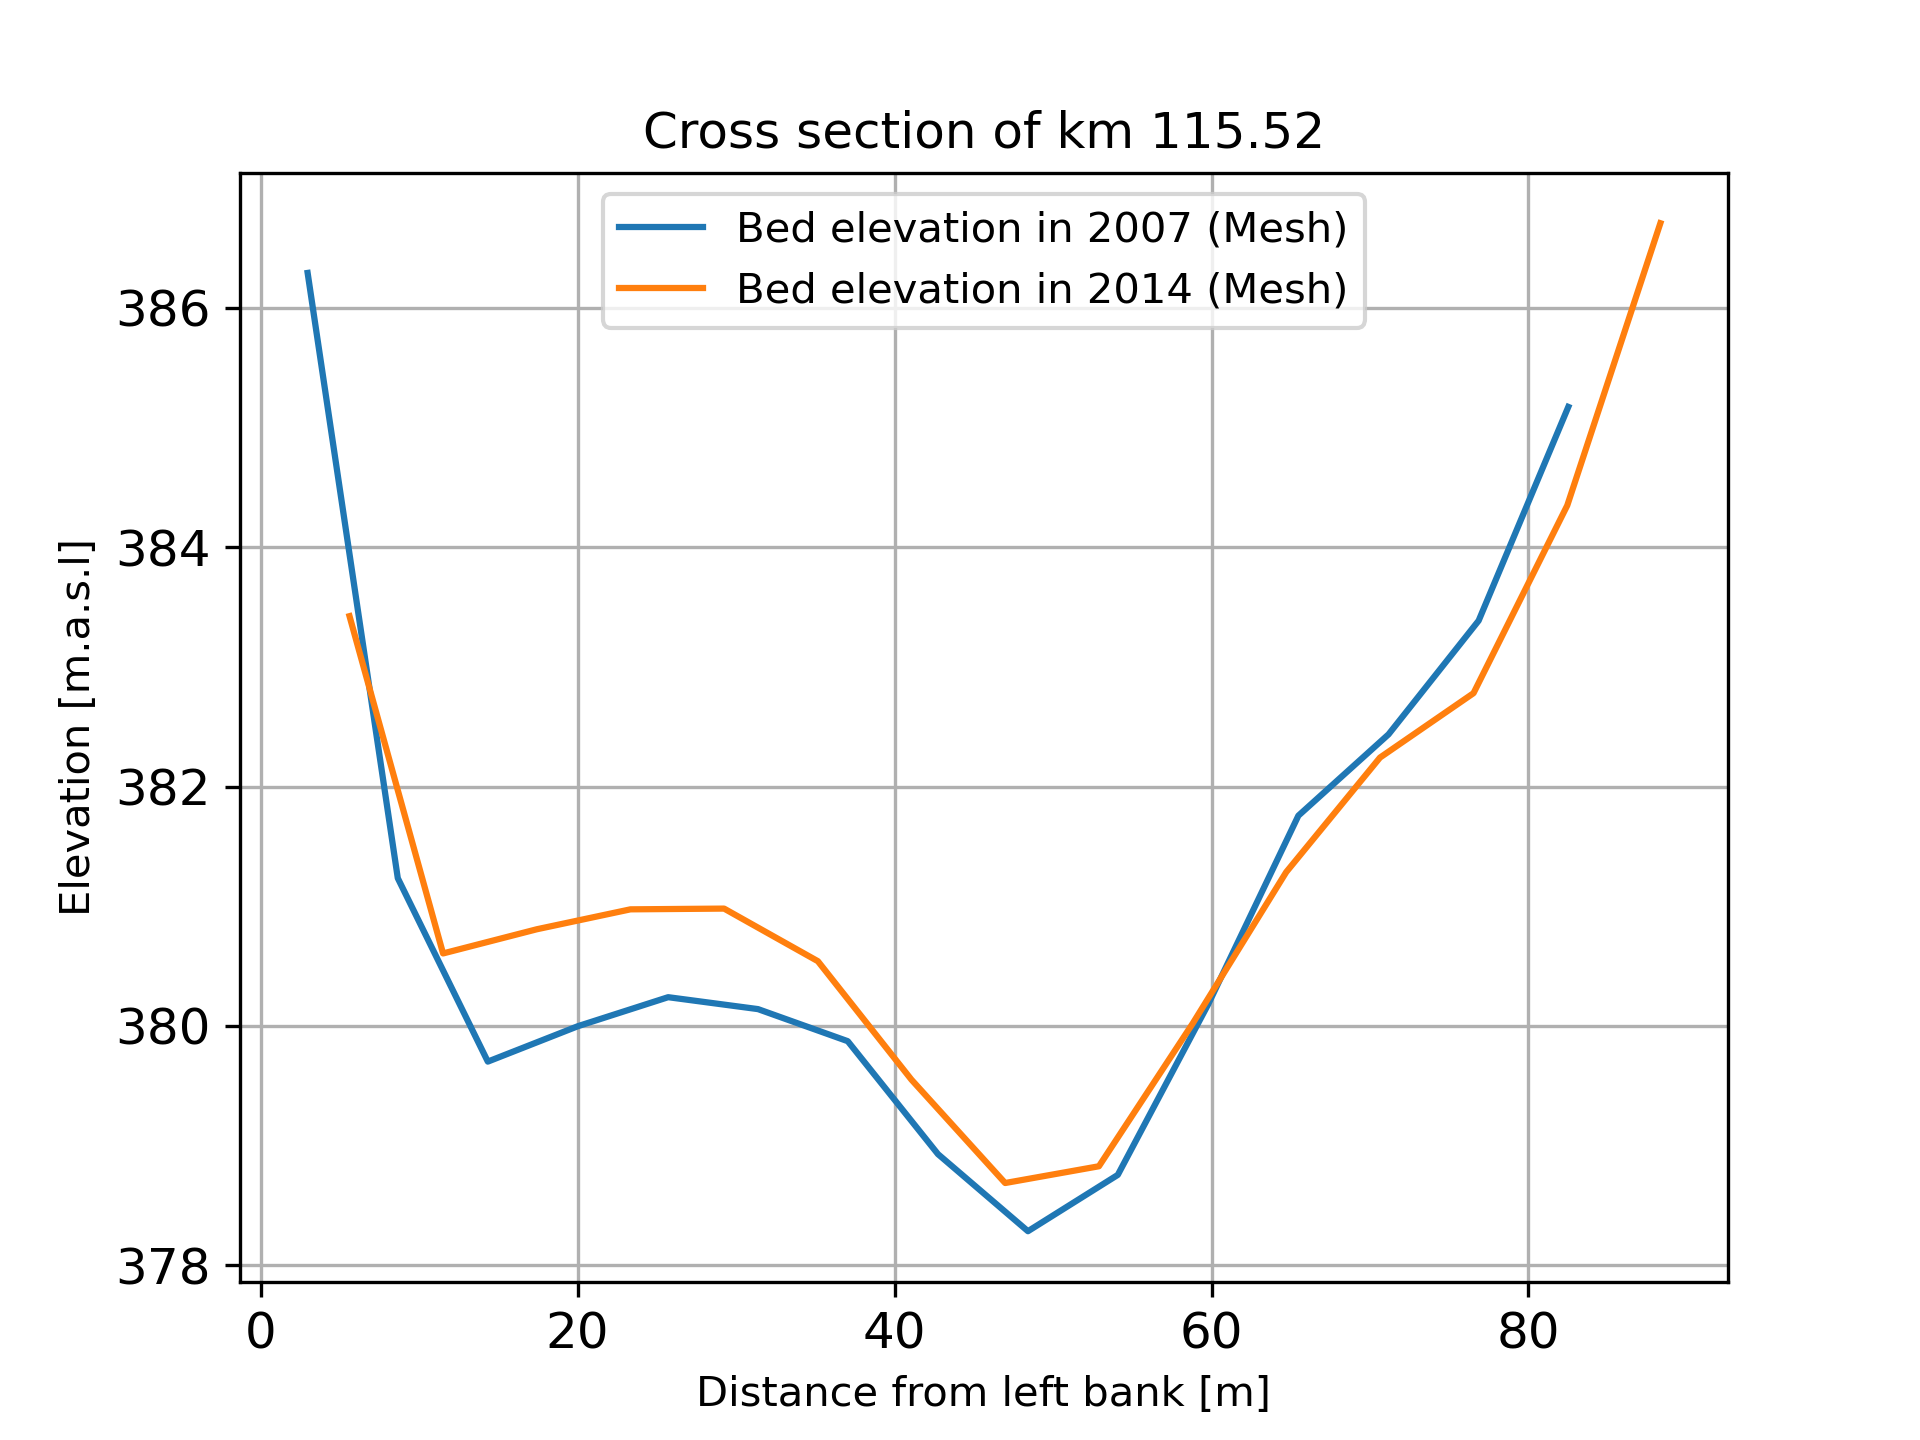 Cross section of km 115.52
Bed elevation in 2007 (Mesh)
Bed elevation in 2014 (Mesh)
Elevation [m.a.s.l]
386
384
382
380
378
0 20 40 60 80
Distance from left bank [m]